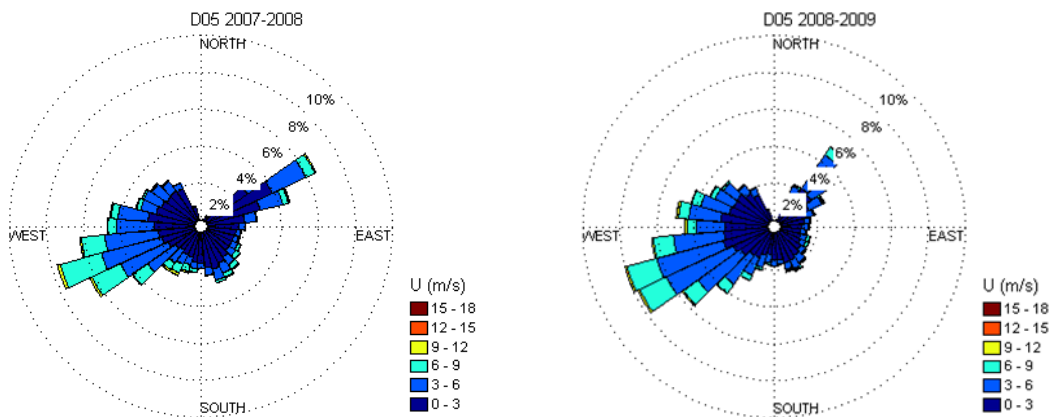 D05 2007-2008
NORTH
10%
8%
6%
4%
2%
WEST
EAST
SOUTH
U (m/s)
15 - 18
12 - 15
9 - 12
6 - 9
3 - 6
0 - 3
D05 2008-2009
NORTH
10%
8%
6%
4%
2%
WEST
EAST
SOUTH
U (m/s)
15 - 18
12 - 15
9 - 12
6 - 9
3 - 6
0 - 3